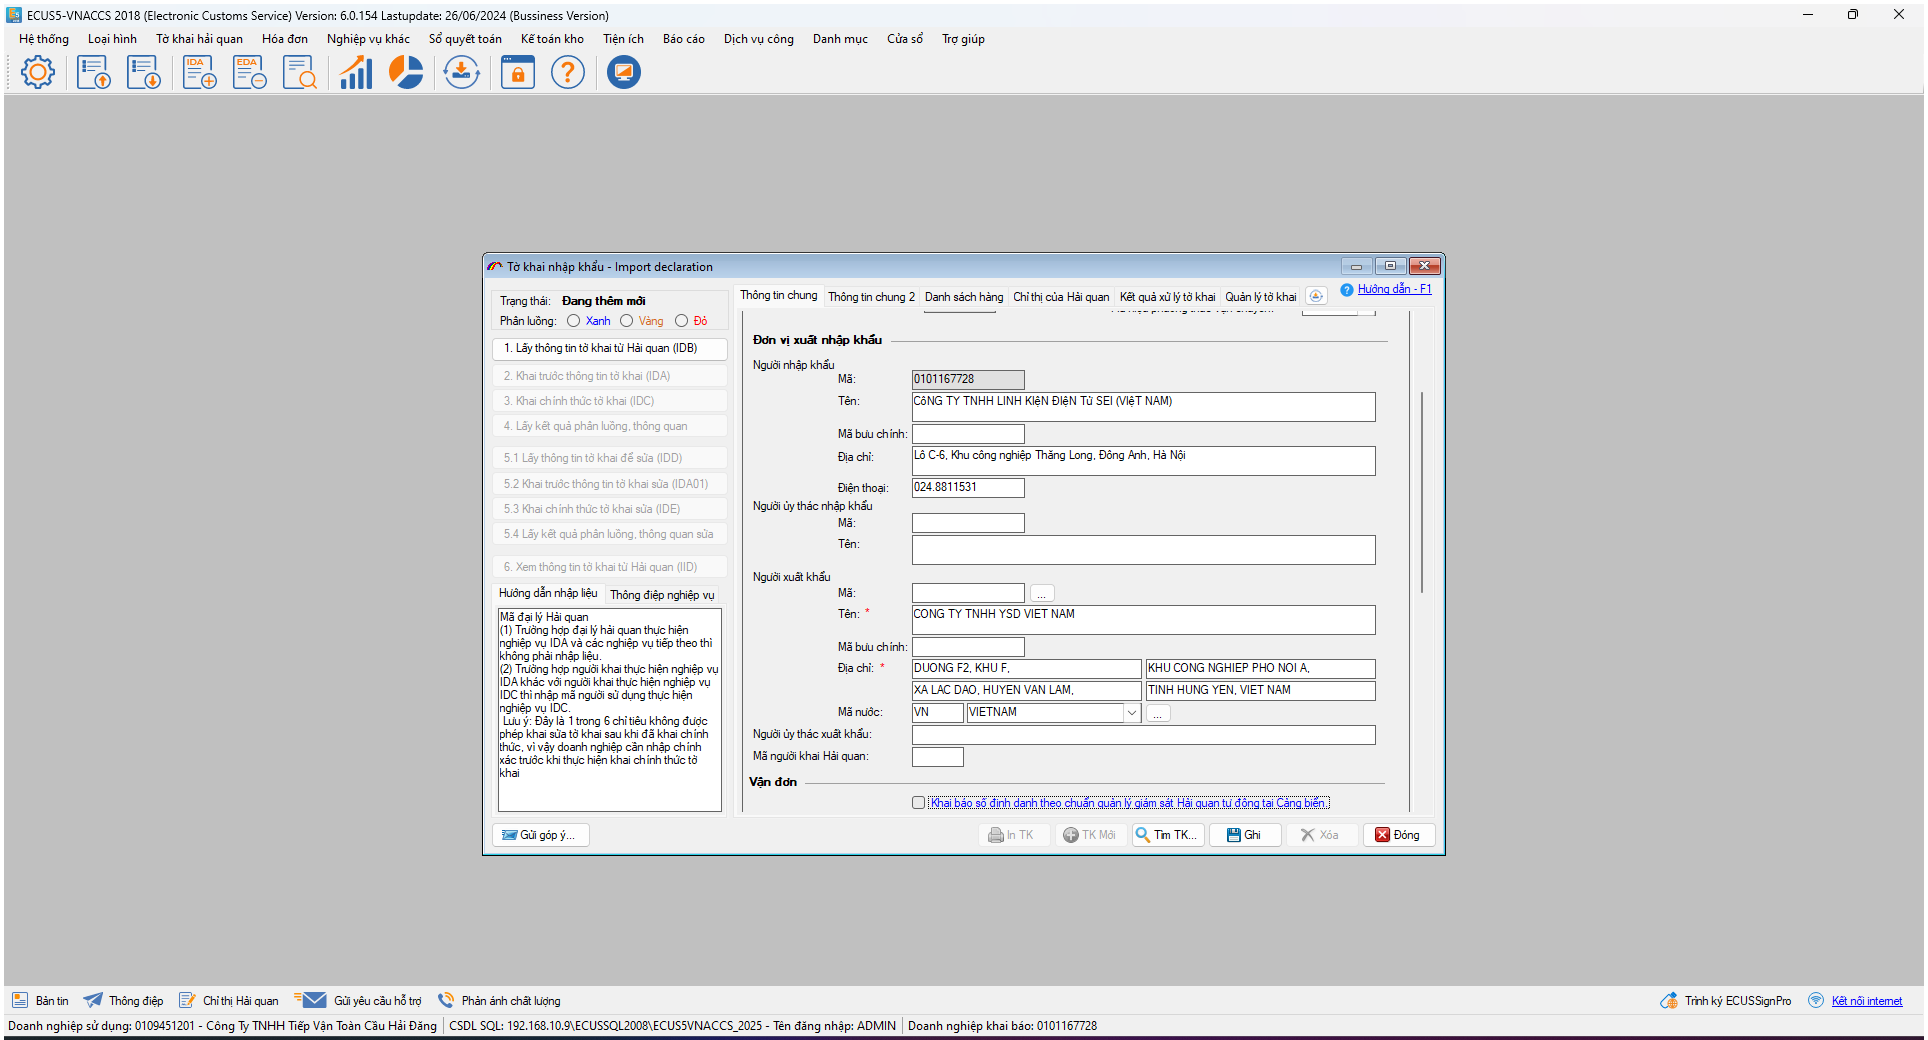 ECUS5-VNACCS 2018 (Electronic Customs Service) Version: 6.0.154 Lastupdate: 26/06/2024 (Bussiness Version)
Hệ thống Loại hình Tờ khai hải quan Hóa đơn Nghiệp vụ khác Sổ quyết toán Kế toán kho Tiện ích Báo cáo Dịch vụ công Danh mục Cửa sổ Trợ giúp
IDA EDA
Tờ khai nhập khẩu - Import declaration
Trạng thái: Đang thêm mới
Phân luồng: Xanh Vàng Đỏ
1. Lấy thông tin tờ khai từ Hải quan (IDB)
2. Khai trước thông tin tờ khai (IDA)
3. Khai chính thức tờ khai (IDC)
4. Lấy kết quả phân luồng, thông quan
5.1 Lấy thông tin tờ khai để sửa (IDD)
5.2 Khai trước thông tin tờ khai sửa (IDA01)
5.3 Khai chính thức tờ khai sửa (IDE)
5.4 Lấy kết quả phân luồng, thông quan sửa
6. Xem thông tin tờ khai từ Hải quan (IID)
Hướng dẫn nhập liệu Thông điệp nghiệp vụ
Mã đại lý Hải quan
(1) Trường hợp đại lý hải quan thực hiện
nghiệp vụ IDA và các nghiệp vụ tiếp theo thì
không phải nhập liệu.
(2) Trường hợp người khai thực hiện nghiệp vụ
IDA khác với người khai thực hiện nghiệp vụ
IDC thì nhập mã người sử dụng thực hiện
nghiệp vụ IDC.
Lưu ý: Đây là 1 trong 6 chỉ tiêu không được
phép khai sửa tờ khai sau khi đã khai chính
thức, vì vậy doanh nghiệp cần nhập chính
xác trước khi thực hiện khai chính thức tờ
khai
Gửi góp ý...
Thông tin chung Thông tin chung 2 Danh sách hàng Chỉ thị của Hải quan Kết quả xử lý tờ khai Quản lý tờ khai Hướng dẫn - F1
Đơn vị xuất nhập khẩu
Người nhập khẩu
Mã: 0101167728
Tên: CôNG TY TNHH LINH KIệN ĐIệN Tử SEI (VIệT NAM)
Mã bưu chính:
Địa chỉ: Lô C-6, Khu công nghiệp Thăng Long, Đông Anh, Hà Nội
Điện thoại: 024.8811531
Người ủy thác nhập khẩu
Mã:
Tên:
Người xuất khẩu
Mã: ...
Tên: * CONG TY TNHH YSD VIET NAM
Mã bưu chính:
Địa chỉ: * DUONG F2, KHU F, KHU CONG NGHIEP PHO NOI A,
XA LAC DAO, HUYEN VAN LAM, TINH HUNG YEN, VIET NAM
Mã nước: VN VIETNAM ...
Người ủy thác xuất khẩu:
Mã người khai Hải quan:
Vận đơn
Khai báo số định danh theo chuẩn quản lý giám sát Hải quan tự động tại Cảng biển.
In TK TK Mới Tìm TK... Ghi Xóa Đóng
Bản tin Thông điệp Chỉ thị Hải quan Gửi yêu cầu hỗ trợ Phản ánh chất lượng Trình ký ECUSSignPro Kết nối internet
Doanh nghiệp sử dụng: 0109451201 - Công Ty TNHH Tiếp Vận Toàn Cầu Hải Đăng CSDL SQL: 192.168.10.9\ECUSSQL2008\ECUS5VNACCS_2025 - Tên đăng nhập: ADMIN Doanh nghiệp khai báo: 0101167728